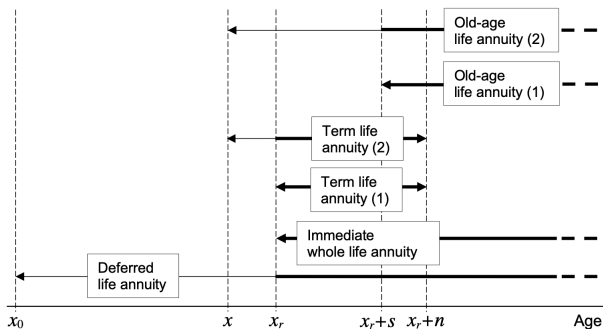 Old-age
life annuity (2)
Old-age
life annuity (1)
Term life
annuity (2)
Term life
annuity (1)
Immediate
whole life annuity
Deferred
life annuity
x₀ x xᵣ xᵣ+s xᵣ+n Age